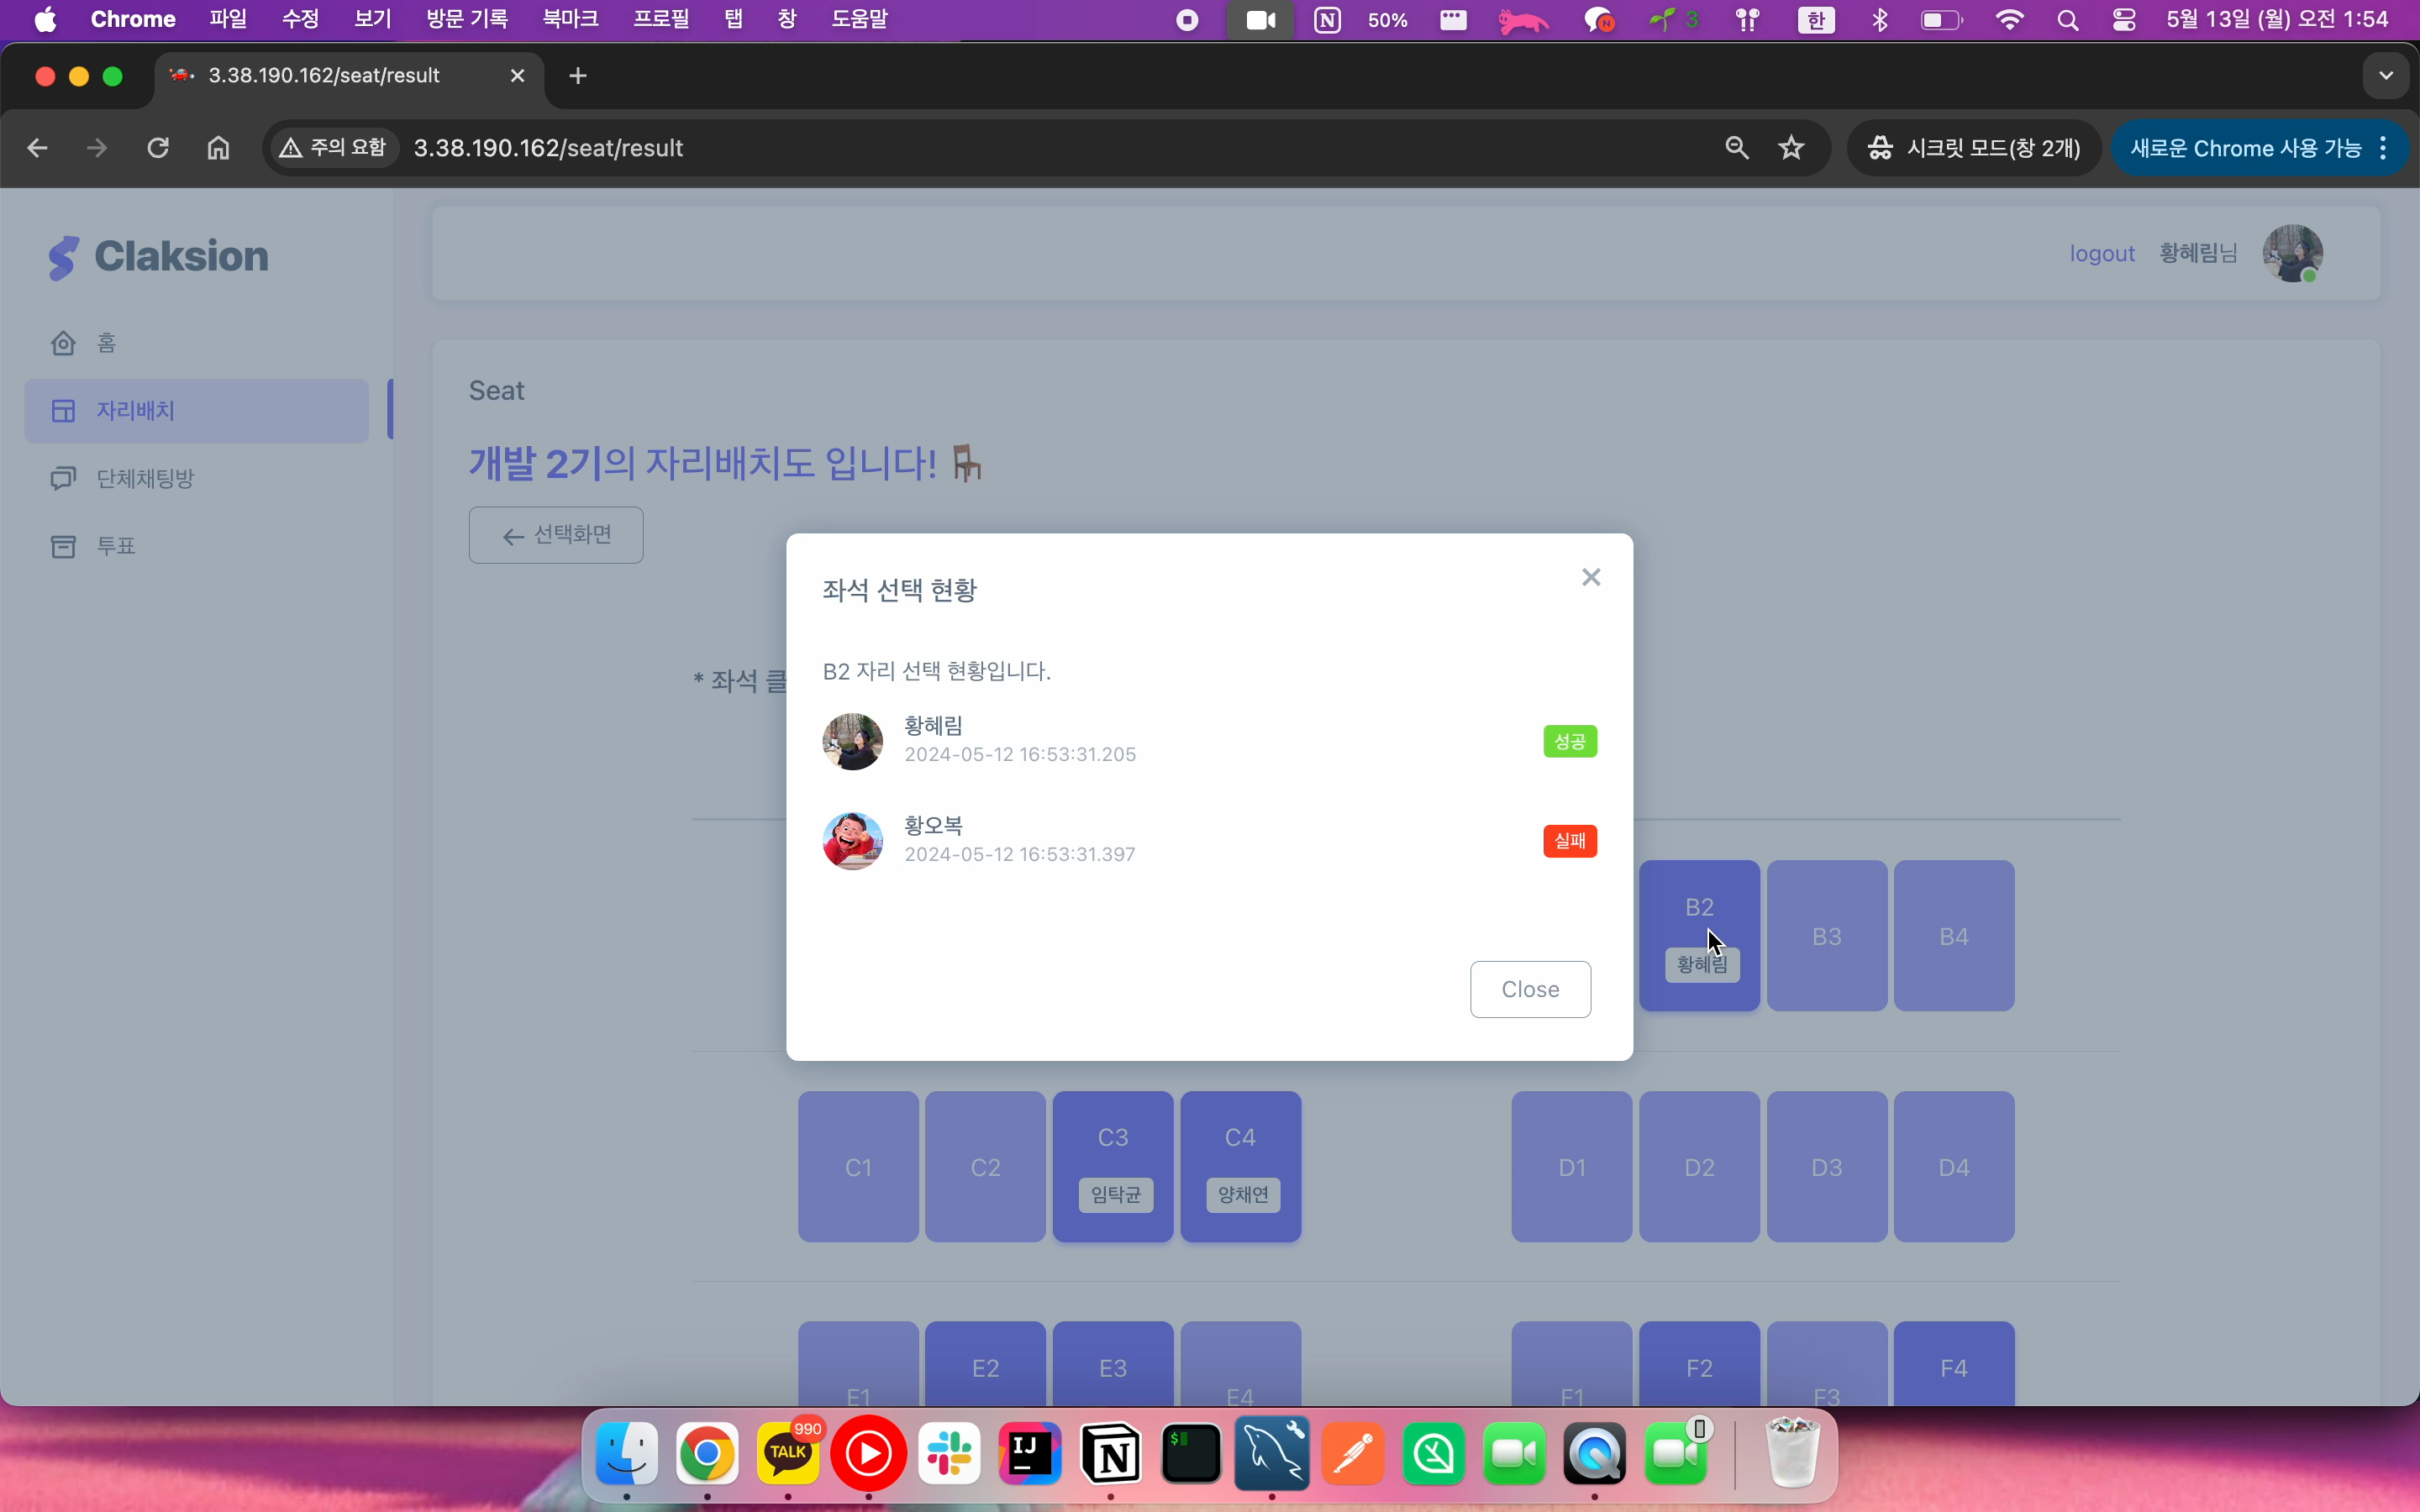 Chrome 파일 수정 보기 방문 기록 북마크 프로필 탭 창 도움말 N 50% N 3 한 5월 13일 (월) 오전 1:54
3.38.190.162/seat/result
주의 요함 3.38.190.162/seat/result 시크릿 모드(창 2개) 새로운 Chrome 사용 가능
Claksion
logout 황혜림님
홈
자리배치
단체채팅방
투표
Seat
개발 2기의 자리배치도 입니다!
← 선택화면
* 좌석 클
좌석 선택 현황
B2 자리 선택 현황입니다.
황혜림
2024-05-12 16:53:31.205
성공
황오복
2024-05-12 16:53:31.397
실패
Close
B2 B3 B4
황혜림
C1 C2 C3 C4 D1 D2 D3 D4
임탁균 양채연
E1 E2 E3 E4 F1 F2 F3 F4
990
TALK
IJ
N
$